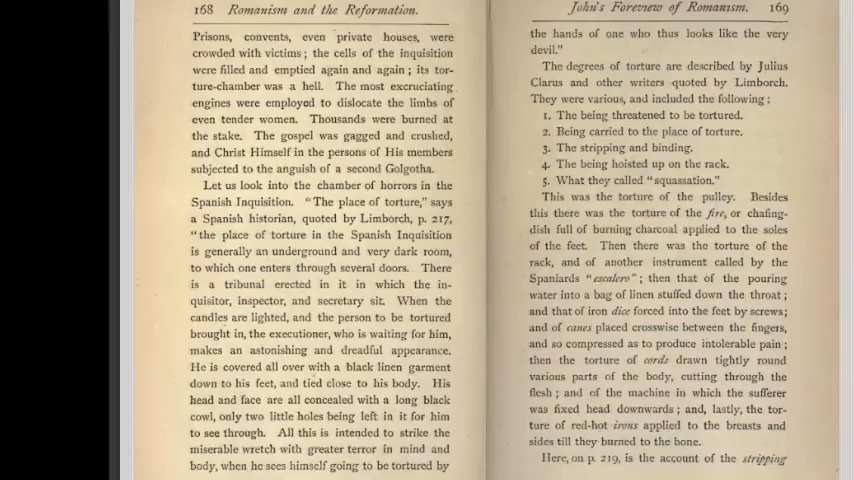 168 Romanism and the Reformation.
Prisons, convents, even private houses, were
crowded with victims ; the cells of the inquisition
were filled and emptied again and again ; its tor-
ture-chamber was a hell. The most excruciating
engines were employed to dislocate the limbs of
even tender women. Thousands were burned at
the stake. The gospel was gagged and crushed,
and Christ Himself in the persons of His members
subjected to the anguish of a second Golgotha.
Let us look into the chamber of horrors in the
Spanish Inquisition. "The place of torture," says
a Spanish historian, quoted by Limborch, p. 217,
"the place of torture in the Spanish Inquisition
is generally an underground and very dark room,
to which one enters through several doors. There
is a tribunal erected in it in which the in-
quisitor, inspector, and secretary sit. When the
candles are lighted, and the person to be tortured
brought in, the executioner, who is waiting for him,
makes an astonishing and dreadful appearance.
He is covered all over with a black linen garment
down to his feet, and tied close to his body. His
head and face are all concealed with a long black
cowl, only two little holes being left in it for him
to see through. All this is intended to strike the
miserable wretch with greater terror in mind and
body, when he sees himself going to be tortured by
John's Foreview of Romanism. 169
the hands of one who thus looks like the very
devil."
The degrees of torture are described by Julius
Clarus and other writers quoted by Limborch.
They were various, and included the following :
1. The being threatened to be tortured.
2. Being carried to the place of torture.
3. The stripping and binding.
4. The being hoisted up on the rack.
5. What they called "squassation."
This was the torture of the pulley. Besides
this there was the torture of the fire, or chafing-
dish full of burning charcoal applied to the soles
of the feet. Then there was the torture of the
rack, and of another instrument called by the
Spaniards "escalero" ; then that of the pouring
water into a bag of linen stuffed down the throat ;
and that of iron dice forced into the feet by screws ;
and of canes placed crosswise between the fingers,
and so compressed as to produce intolerable pain ;
then the torture of cords drawn tightly round
various parts of the body, cutting through the
flesh ; and of the machine in which the sufferer
was fixed head downwards ; and, lastly, the tor-
ture of red-hot irons applied to the breasts and
sides till they burned to the bone.
Here, on p. 219, is the account of the stripping